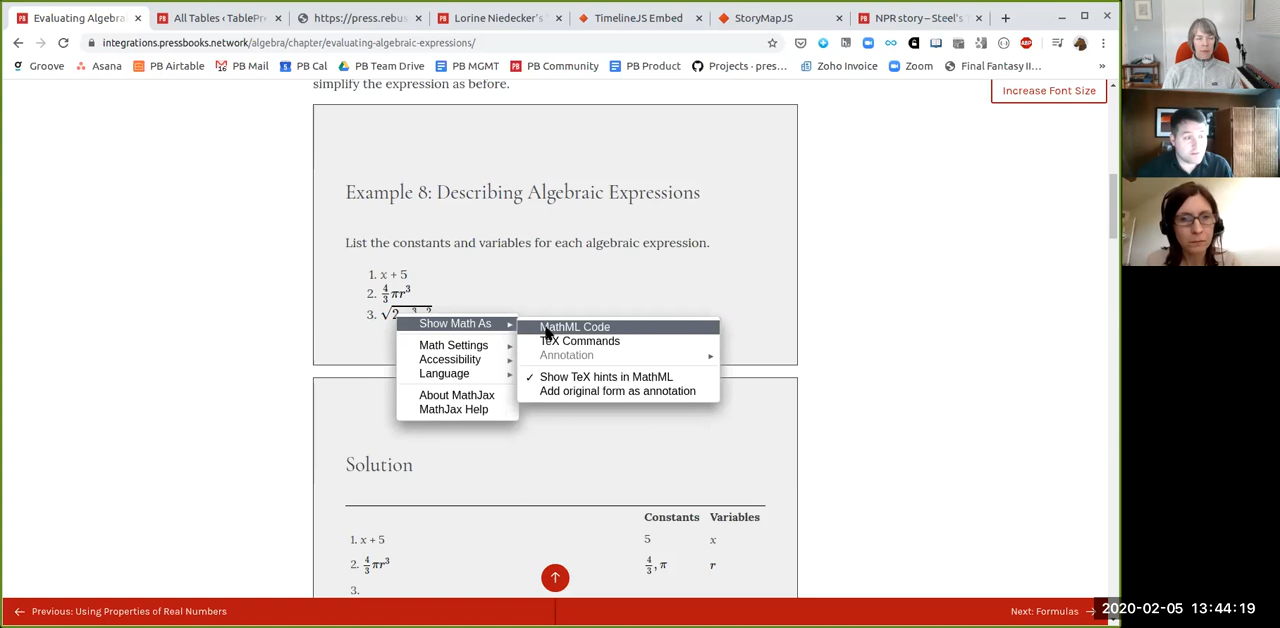 Evaluating Algebra
All Tables ‹ TablePr
https://press.rebus
Lorine Niedecker's
TimelineJS Embed
StoryMapJS
NPR story – Steel's
integrations.pressbooks.network/algebra/chapter/evaluating-algebraic-expressions/
Groove
Asana
PB Airtable
PB Mail
PB Cal
PB Team Drive
PB MGMT
PB Community
PB Product
Projects · pres...
Zoho Invoice
Zoom
Final Fantasy II...
simplify the expression as before.
Increase Font Size
Example 8: Describing Algebraic Expressions
List the constants and variables for each algebraic expression.
1. x + 5
2. 4/3 πr³
3. √2
Show Math As
Math Settings
Accessibility
Language
About MathJax
MathJax Help
MathML Code
TeX Commands
Annotation
✓ Show TeX hints in MathML
Add original form as annotation
Solution
Constants Variables
1. x + 5 5 x
2. 4/3 πr³ 4/3, π r
3.
← Previous: Using Properties of Real Numbers
Next: Formulas →
2020-02-05 13:44:19